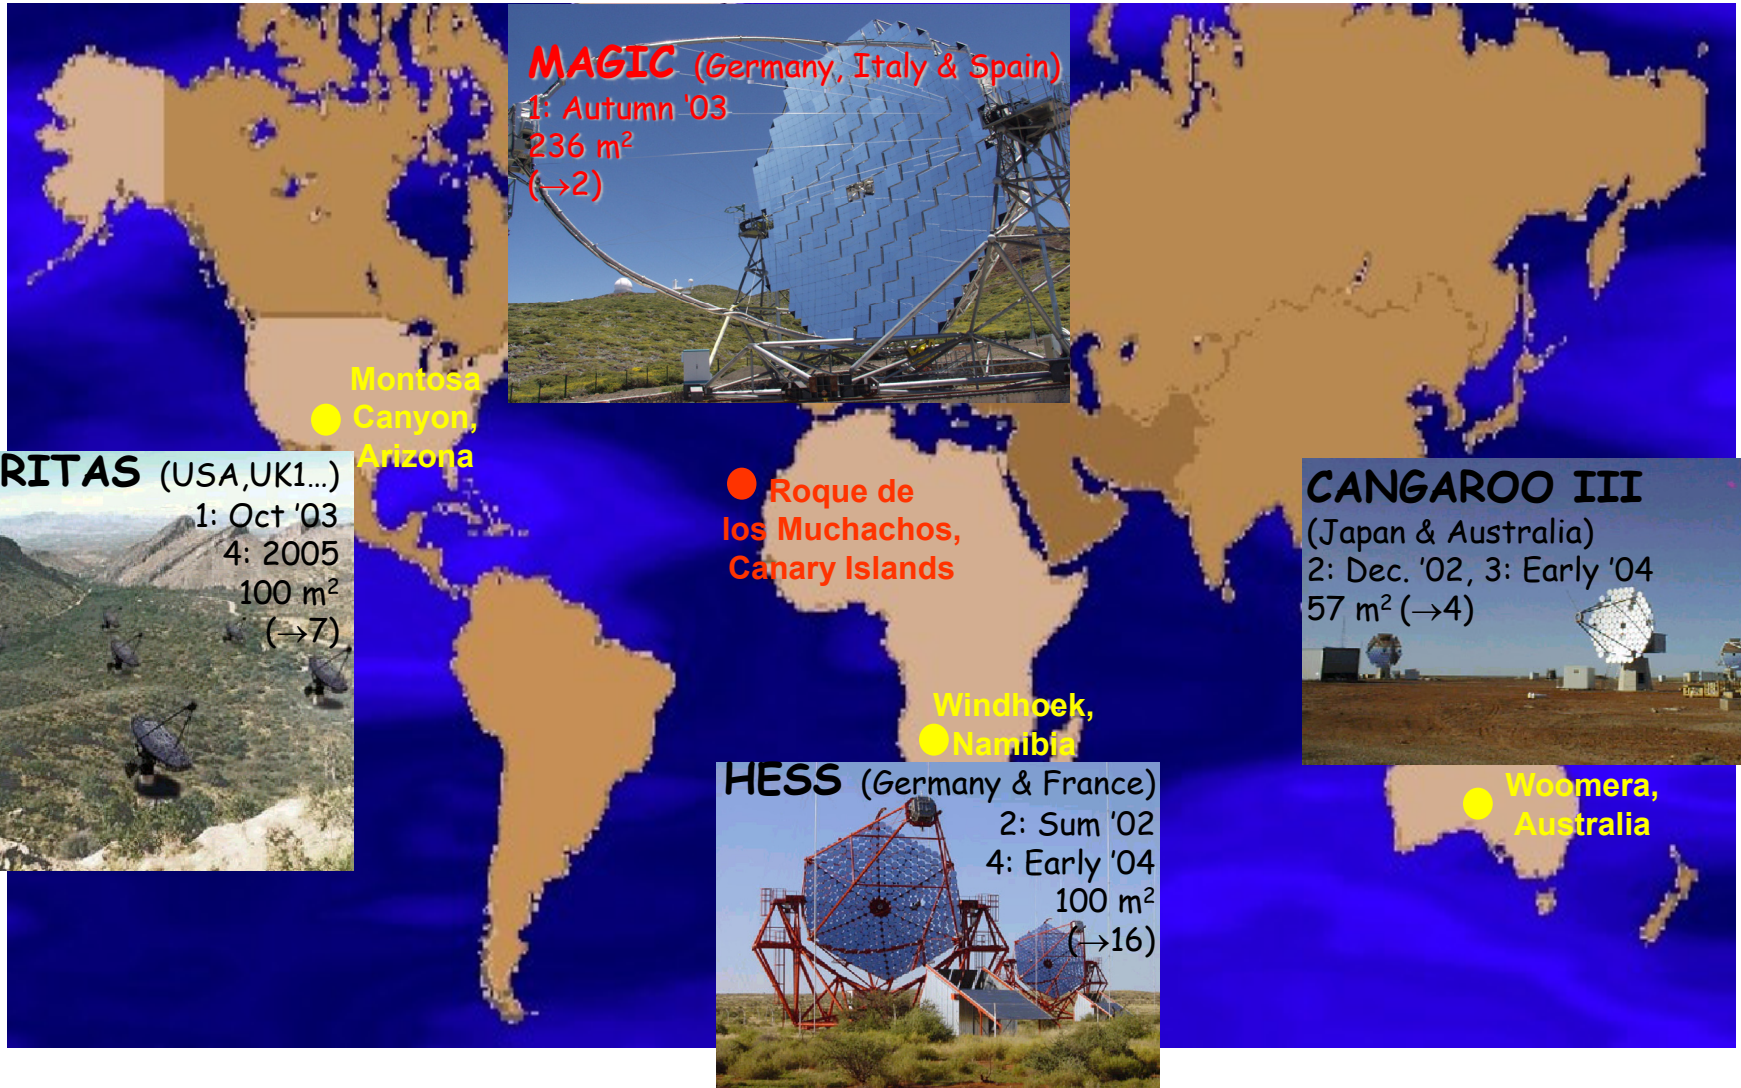 MAGIC (Germany, Italy & Spain)
1: Autumn '03
236 m²
(→2)
Montosa
Canyon,
Arizona
RITAS (USA,UK1...)
1: Oct '03
4: 2005
100 m²
(→7)
Roque de
los Muchachos,
Canary Islands
CANGAROO III
(Japan & Australia)
2: Dec. '02, 3: Early '04
57 m² (→4)
Windhoek,
Namibia
HESS (Germany & France)
2: Sum '02
4: Early '04
100 m²
(→16)
Woomera,
Australia